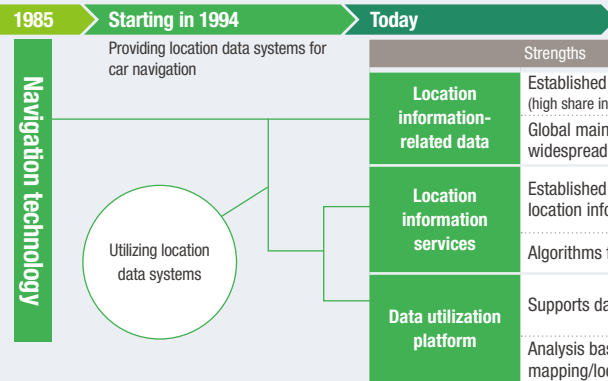 1985
Starting in 1994
Today
Navigation technology
Providing location data systems for
car navigation
Utilizing location
data systems
Strengths
Location
information-
related data
Established
(high share in
Global main
widespread
Location
information
services
Established
location info
Algorithms
Data utilization
platform
Supports da
Analysis bas
mapping/loc